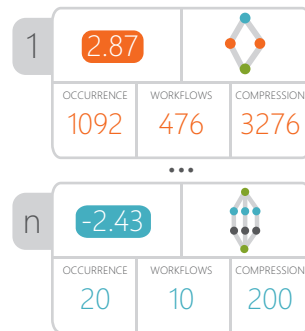 1
2.87
OCCURRENCE WORKFLOWS COMPRESSION
1092 476 3276
...
n
-2.43
OCCURRENCE WORKFLOWS COMPRESSION
20 10 200